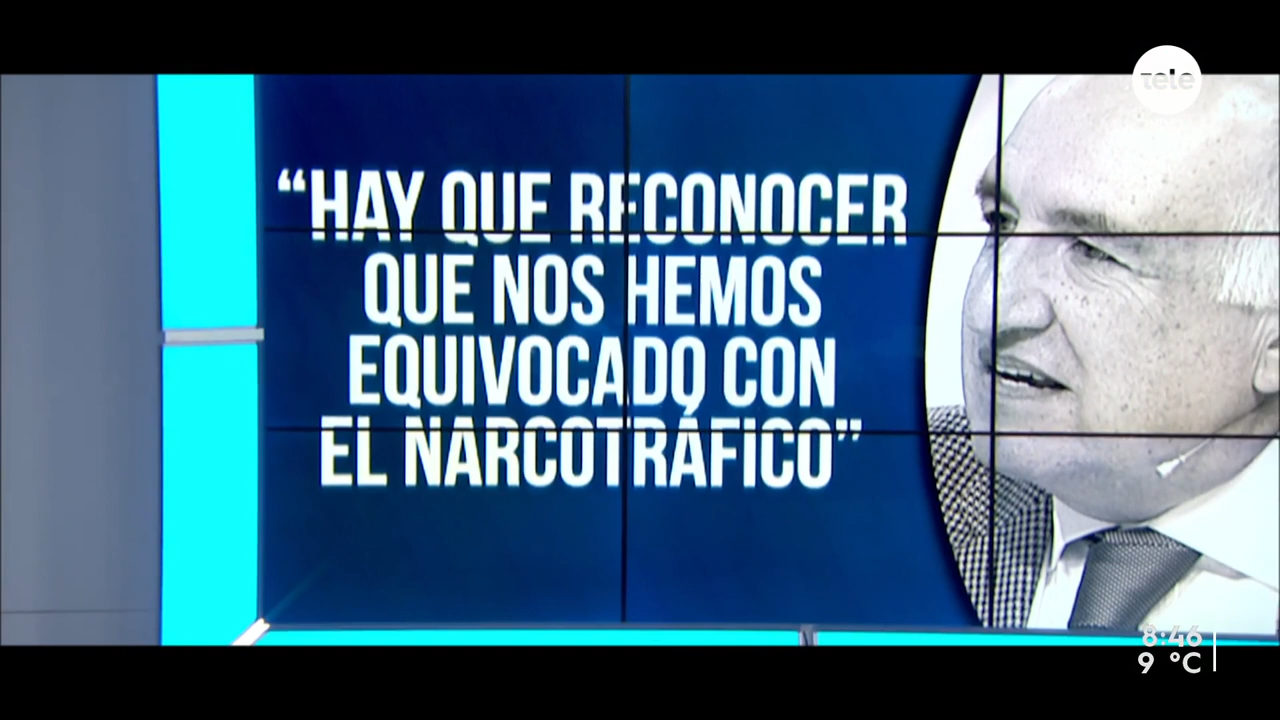 tele
“HAY QUE RECONOCER
QUE NOS HEMOS
EQUIVOCADO CON
EL NARCOTRÁFICO”
8:46
9 °C